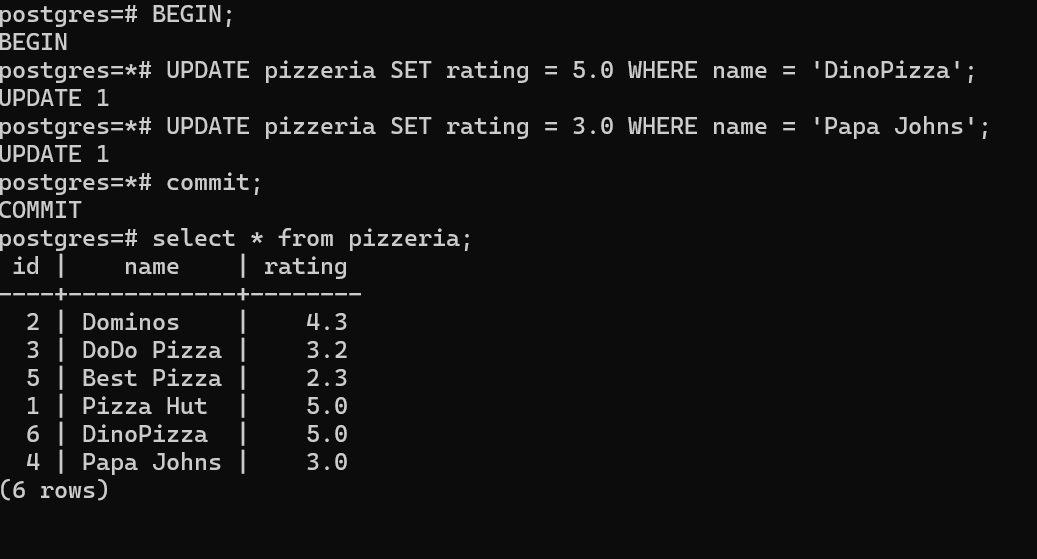 postgres=# BEGIN;
BEGIN
postgres=*# UPDATE pizzeria SET rating = 5.0 WHERE name = 'DinoPizza';
UPDATE 1
postgres=*# UPDATE pizzeria SET rating = 3.0 WHERE name = 'Papa Johns';
UPDATE 1
postgres=*# commit;
COMMIT
postgres=# select * from pizzeria;
 id |    name    | rating
----+------------+--------
  2 | Dominos    |    4.3
  3 | DoDo Pizza |    3.2
  5 | Best Pizza |    2.3
  1 | Pizza Hut  |    5.0
  6 | DinoPizza  |    5.0
  4 | Papa Johns |    3.0
(6 rows)